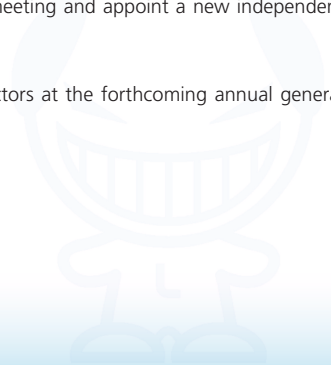 meeting and appoint a new independen
ctors at the forthcoming annual genera